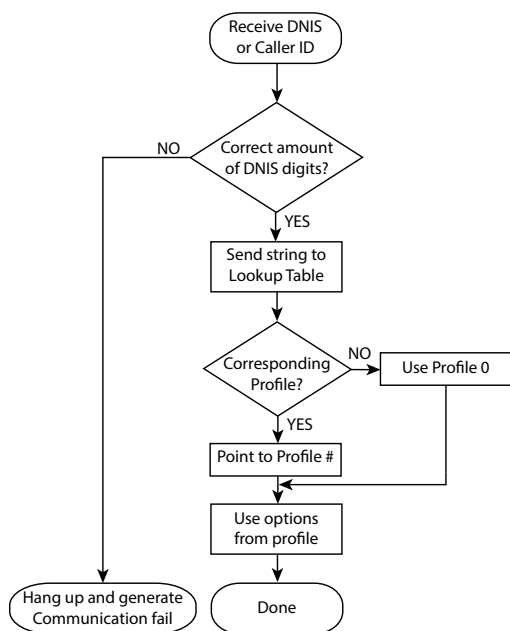 Receive DNIS
or Caller ID
NO
Correct amount
of DNIS digits?
YES
Send string to
Lookup Table
Corresponding
Profile?
NO
Use Profile 0
YES
Point to Profile #
Use options
from profile
Hang up and generate
Communication fail
Done